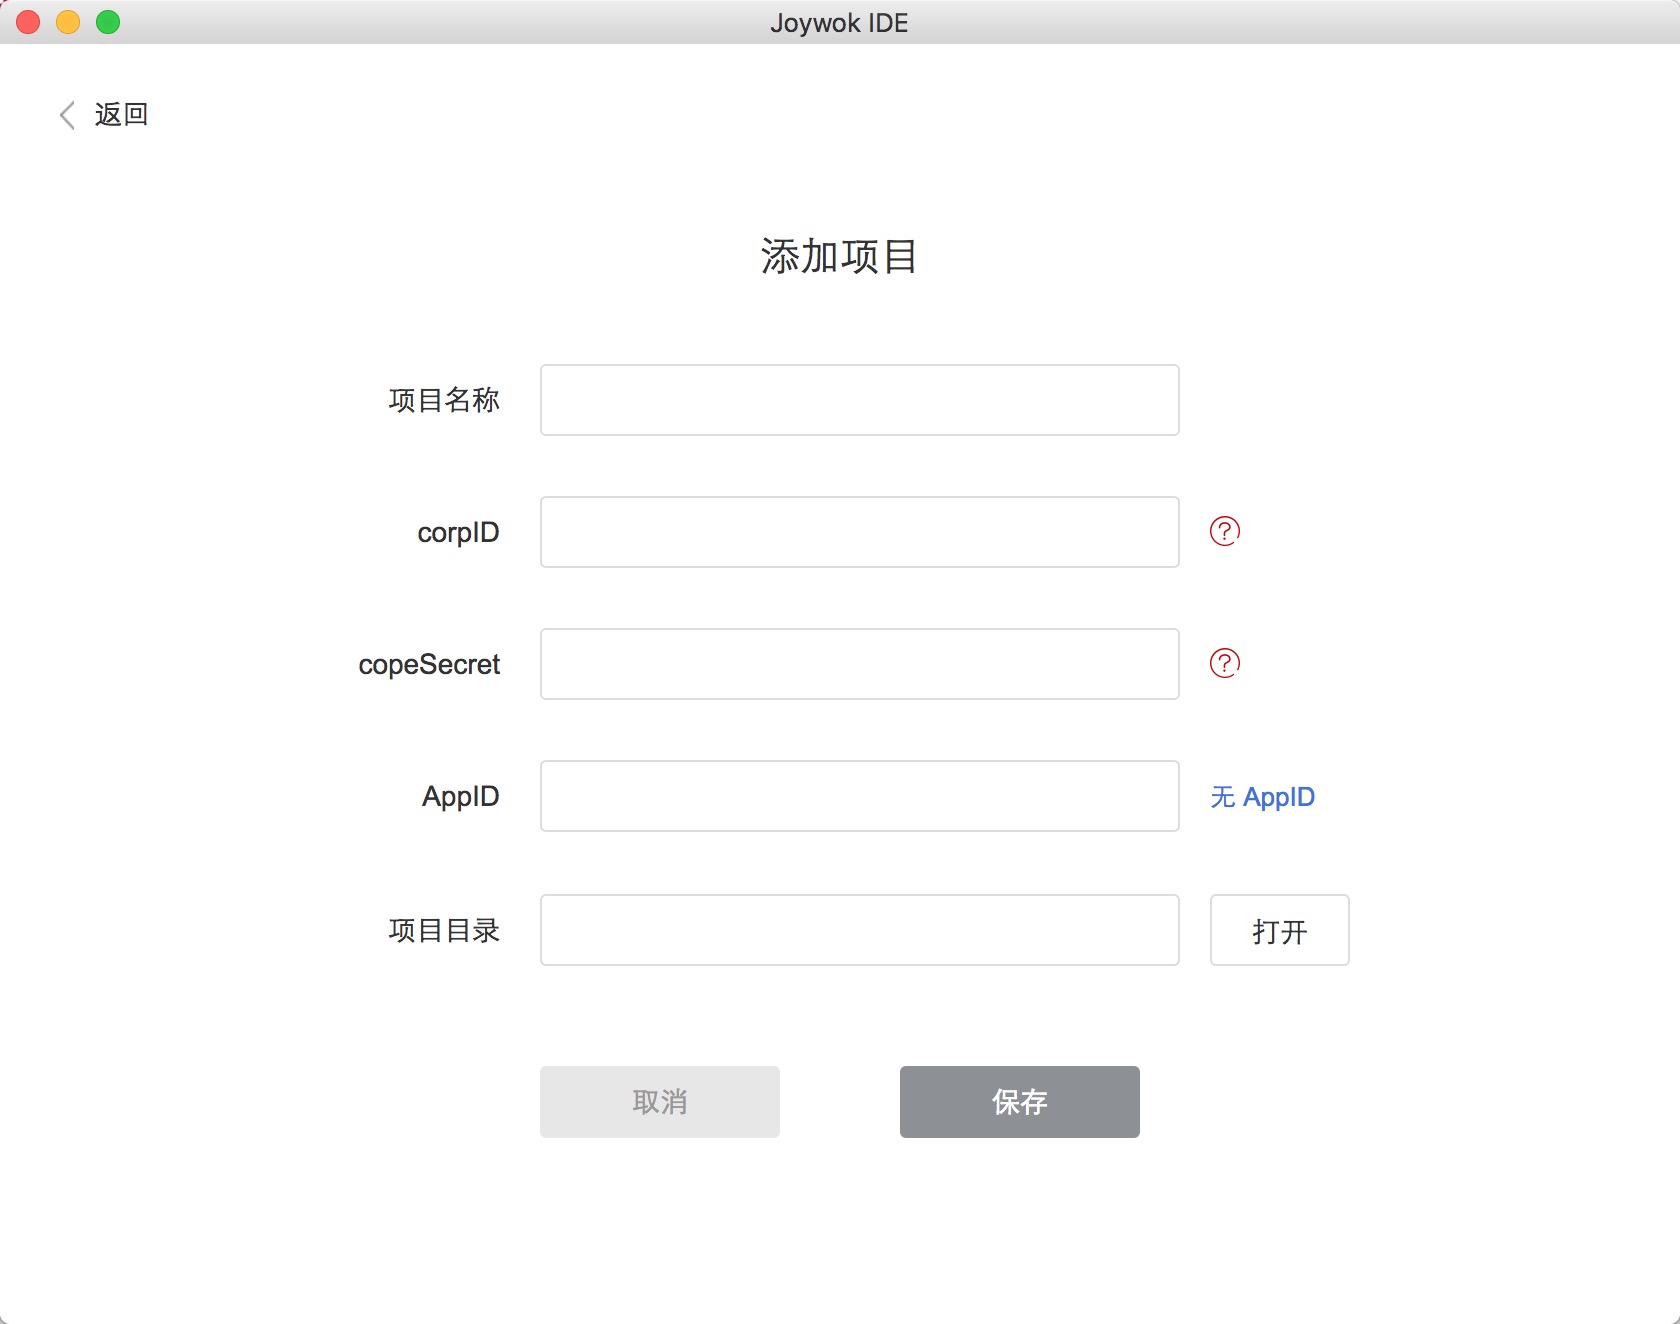 Joywok IDE
返回
添加项目
项目名称
corpID
?
copeSecret
?
AppID
无 AppID
项目目录
打开
取消
保存